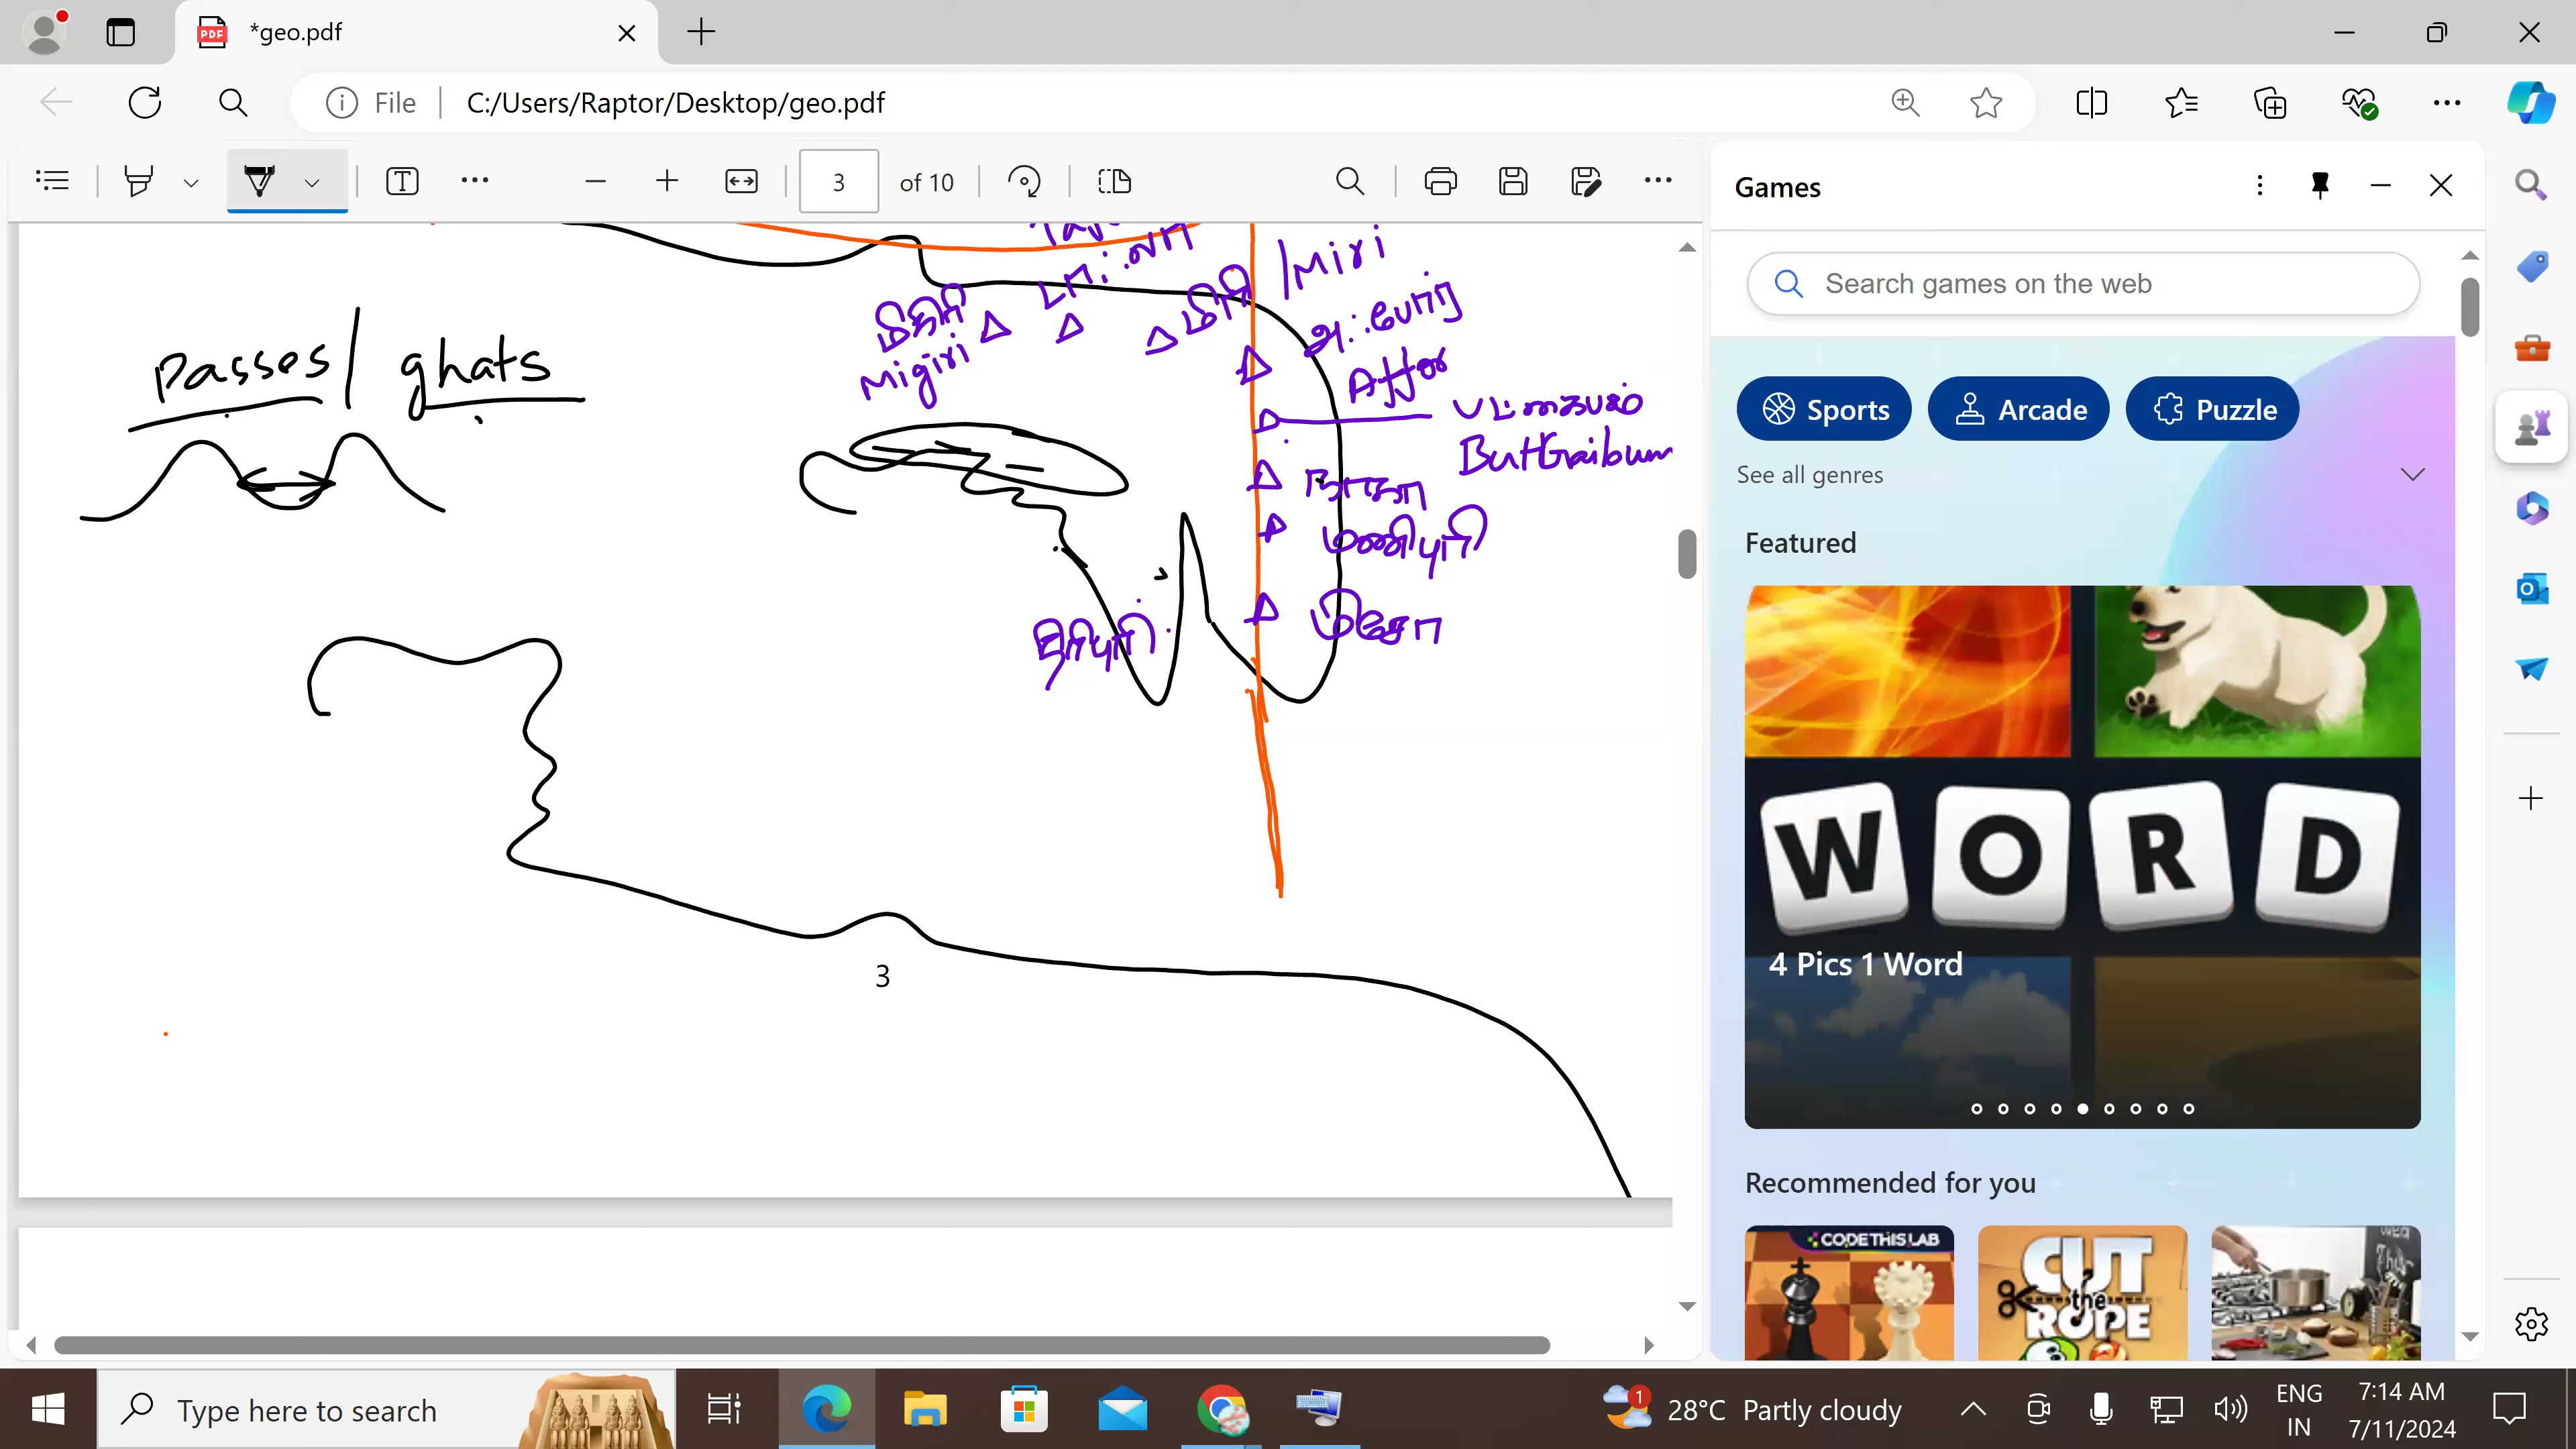 *geo.pdf
File
C:/Users/Raptor/Desktop/geo.pdf
3 of 10
Games
Search games on the web
Sports
Arcade
Puzzle
See all genres
Featured
WORD
4 Pics 1 Word
Recommended for you
CODETHISLAB
CUT
the
ROPE
Miri
Migiri
Passes / ghats
3
Type here to search
1
28°C Partly cloudy
ENG
IN
7:14 AM
7/11/2024